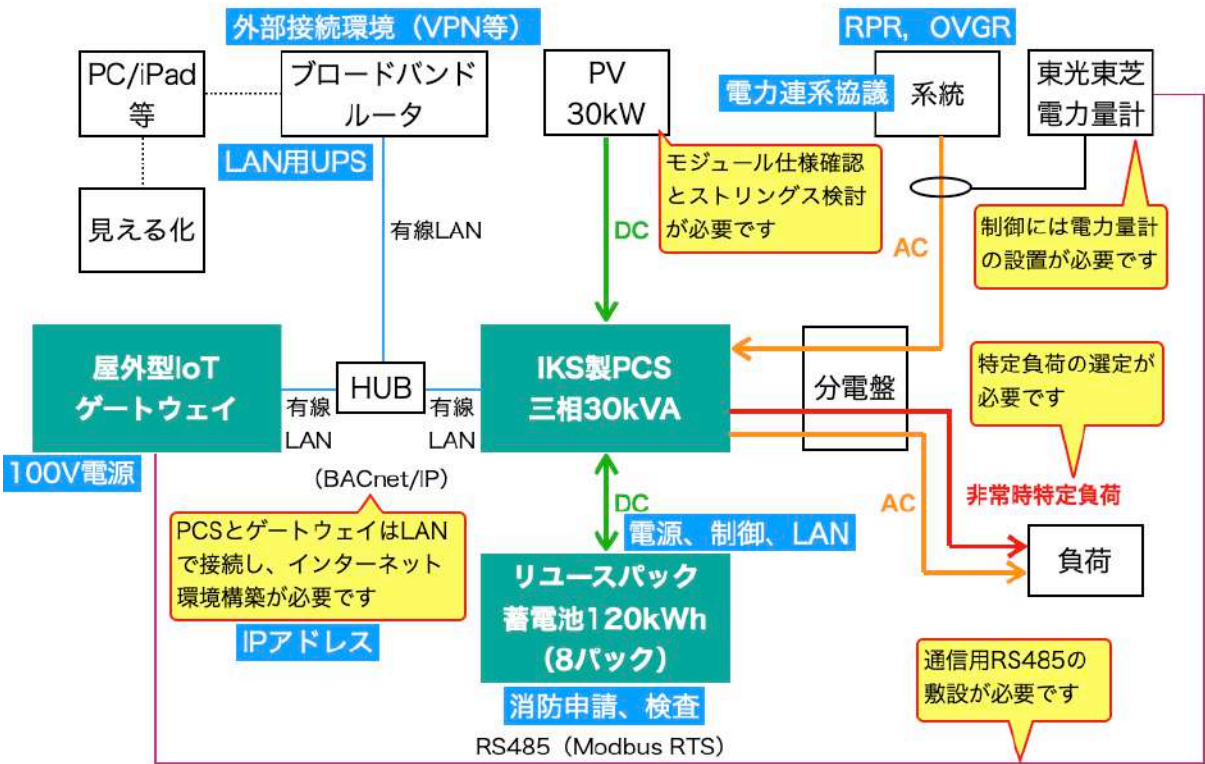 外部接続環境（VPN等）
RPR，OVGR
PC/iPad
等
ブロードバンド
ルータ
PV
30kW
電力連系協議
系統
東光東芝
電力量計
LAN用UPS
モジュール仕様確認
とストリングス検討
が必要です
見える化
有線LAN
DC
AC
制御には電力量計
の設置が必要です
屋外型IoT
ゲートウェイ
HUB
有線
LAN
有線
LAN
IKS製PCS
三相30kVA
分電盤
特定負荷の選定が
必要です
100V電源
（BACnet/IP）
DC
AC
非常時特定負荷
PCSとゲートウェイはLAN
で接続し、インターネット
環境構築が必要です
電源、制御、LAN
リユースパック
蓄電池120kWh
（8パック）
負荷
IPアドレス
消防申請、検査
通信用RS485の
敷設が必要です
RS485（Modbus RTS）